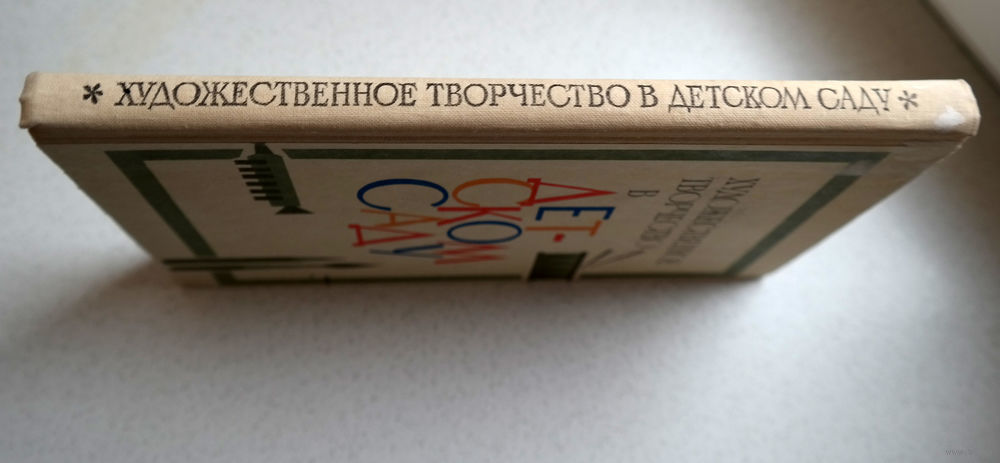 * ХУДОЖЕСТВЕННОЕ ТВОРЧЕСТВО В ДЕТСКОМ САДУ *
ХУДОЖЕСТВЕННОЕ
ТВОРЧЕСТВО
В
ДЕТ-
СКОМ
САДУ